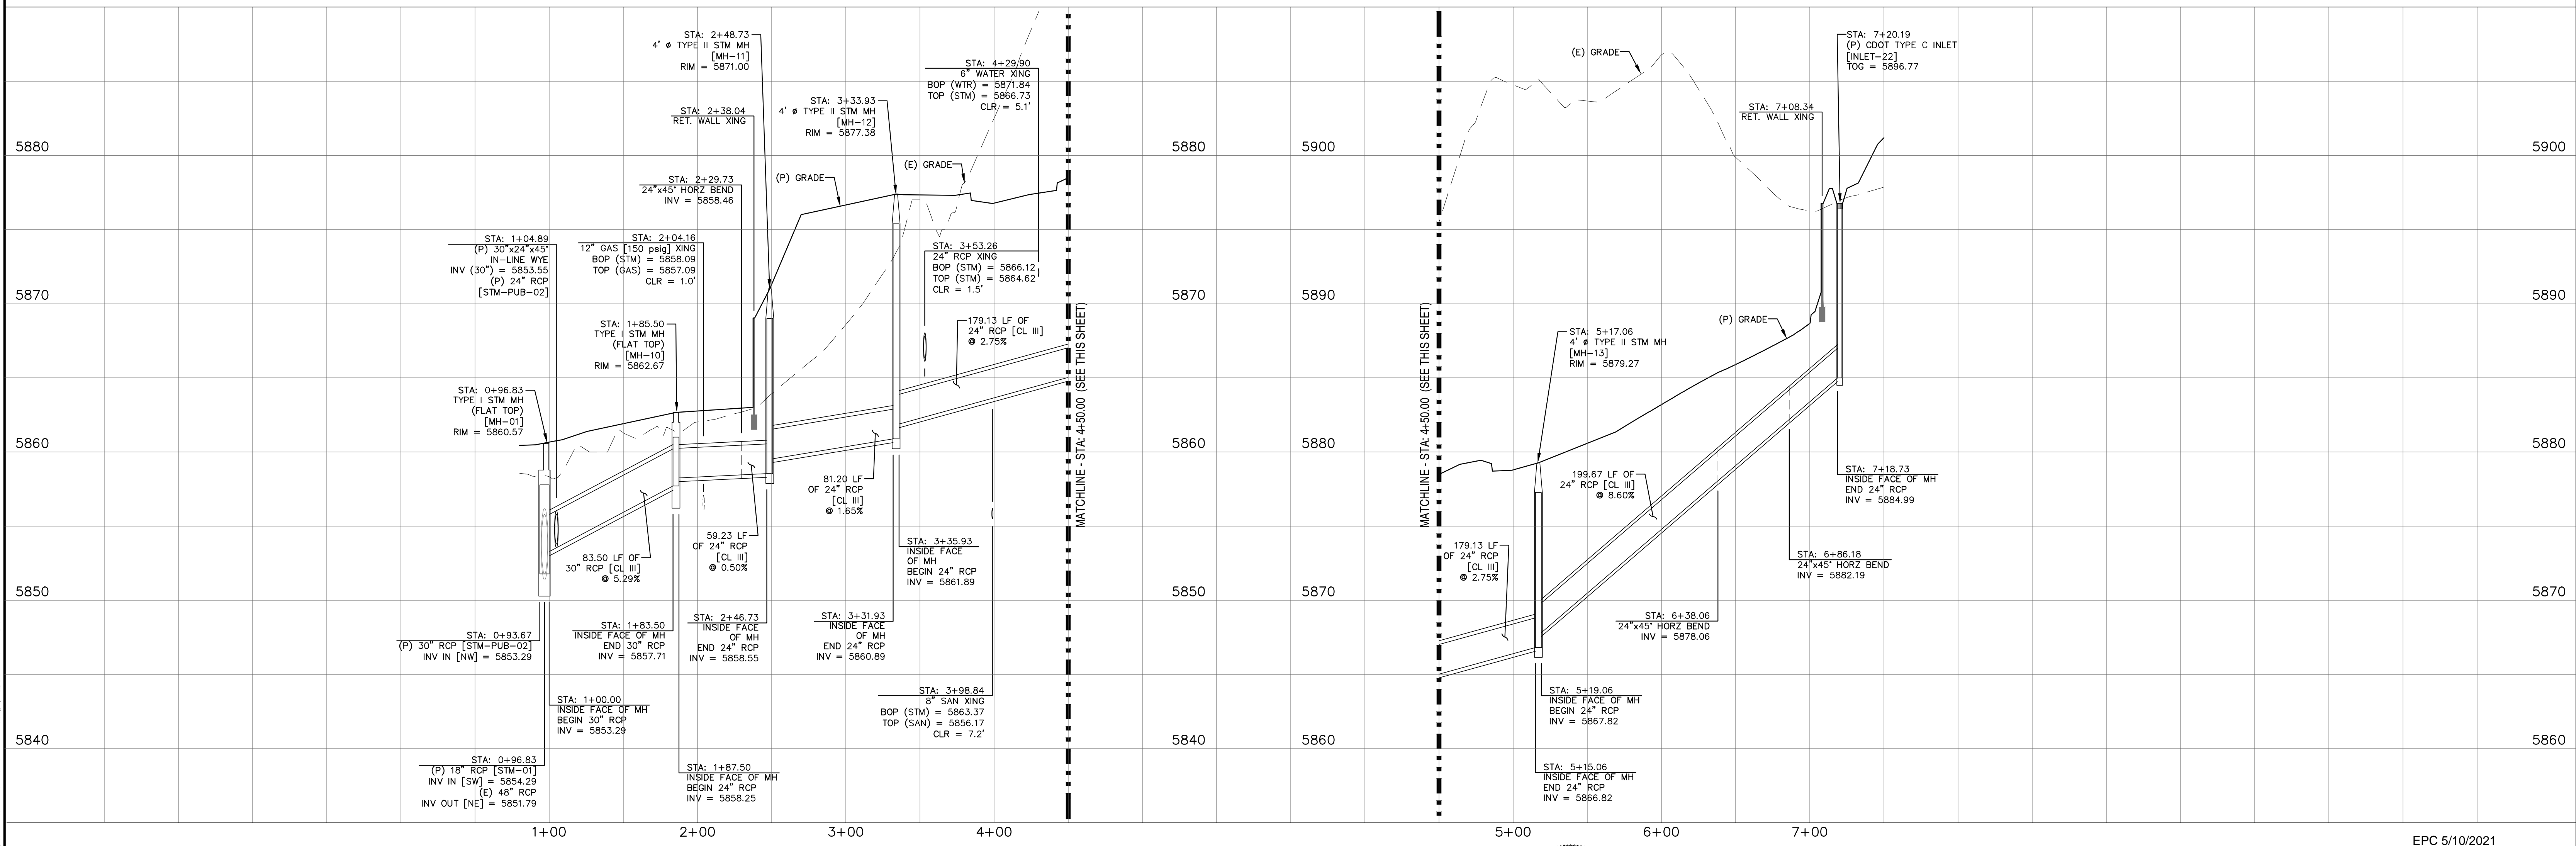 STA: 2+48.73
4' ø TYPE II STM MH
[MH-11]
RIM = 5871.00
STA: 4+29.90
6" WATER XING
BOP (WTR) = 5871.84
TOP (STM) = 5866.73
CLR = 5.1'
STA: 3+33.93
4' ø TYPE II STM MH
[MH-12]
RIM = 5877.38
STA: 2+38.04
RET. WALL XING
(E) GRADE
(P) GRADE
STA: 2+29.73
24"x45° HORZ BEND
INV = 5858.46
STA: 1+04.89
(P) 30"x24"x45°
IN-LINE WYE
INV (30") = 5853.55
(P) 24" RCP
[STM-PUB-02]
STA: 2+04.16
12" GAS [150 psig] XING
BOP (STM) = 5858.09
TOP (GAS) = 5857.09
CLR = 1.0'
STA: 3+53.26
24" RCP XING
BOP (STM) = 5866.12
TOP (STM) = 5864.62
CLR = 1.5'
STA: 1+85.50
TYPE I STM MH
(FLAT TOP)
[MH-10]
RIM = 5862.67
179.13 LF OF
24" RCP [CL III]
@ 2.75%
STA: 0+96.83
TYPE I STM MH
(FLAT TOP)
[MH-01]
RIM = 5860.57
81.20 LF
OF 24" RCP
[CL III]
@ 1.65%
59.23 LF
OF 24" RCP
[CL III]
@ 0.50%
83.50 LF OF
30" RCP [CL III]
@ 5.29%
STA: 3+35.93
INSIDE FACE
OF MH
BEGIN 24" RCP
INV = 5861.89
STA: 0+93.67
(P) 30" RCP [STM-PUB-02]
INV IN [NW] = 5853.29
STA: 1+83.50
INSIDE FACE OF MH
END 30" RCP
INV = 5857.71
STA: 2+46.73
INSIDE FACE
OF MH
END 24" RCP
INV = 5858.55
STA: 3+31.93
INSIDE FACE
OF MH
END 24" RCP
INV = 5860.89
STA: 3+98.84
8" SAN XING
BOP (STM) = 5863.37
TOP (SAN) = 5856.17
CLR = 7.2'
STA: 1+00.00
INSIDE FACE OF MH
BEGIN 30" RCP
INV = 5853.29
STA: 0+96.83
(P) 18" RCP [STM-01]
INV IN [SW] = 5854.29
(E) 48" RCP
INV OUT [NE] = 5851.79
STA: 1+87.50
INSIDE FACE OF MH
BEGIN 24" RCP
INV = 5858.25
5880
5870
5860
5850
5840
1+00
2+00
3+00
4+00
MATCHLINE - STA: 4+50.00 (SEE THIS SHEET)
5880
5870
5860
5850
5840
5900
5890
5880
5870
5860
MATCHLINE - STA: 4+50.00 (SEE THIS SHEET)
(E) GRADE
STA: 7+20.19
(P) CDOT TYPE C INLET
[INLET-22]
TOG = 5896.77
STA: 7+08.34
RET. WALL XING
(P) GRADE
STA: 5+17.06
4' ø TYPE II STM MH
[MH-13]
RIM = 5879.27
199.67 LF OF
24" RCP [CL III]
@ 8.60%
STA: 7+18.73
INSIDE FACE OF MH
END 24" RCP
INV = 5884.99
179.13 LF
OF 24" RCP
[CL III]
@ 2.75%
STA: 6+86.18
24"x45° HORZ BEND
INV = 5882.19
STA: 6+38.06
24"x45° HORZ BEND
INV = 5878.06
STA: 5+19.06
INSIDE FACE OF MH
BEGIN 24" RCP
INV = 5867.82
STA: 5+15.06
INSIDE FACE OF MH
END 24" RCP
INV = 5866.82
5900
5890
5880
5870
5860
5+00
6+00
7+00
EPC 5/10/2021